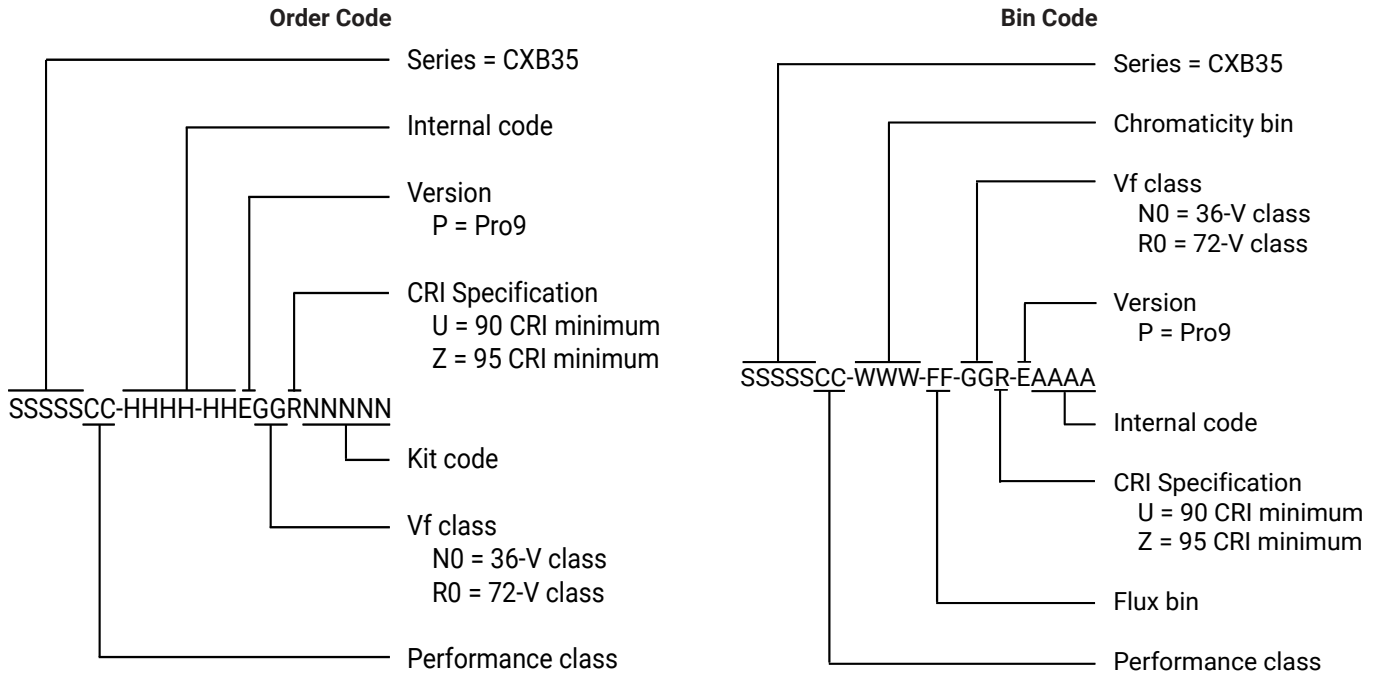 Order Code
Series = CXB35
Internal code
Version
P = Pro9
CRI Specification
U = 90 CRI minimum
Z = 95 CRI minimum
SSSSSCC-HHHH-HHEGGRNNNNN
Kit code
Vf class
N0 = 36-V class
R0 = 72-V class
Performance class
Bin Code
Series = CXB35
Chromaticity bin
Vf class
N0 = 36-V class
R0 = 72-V class
Version
P = Pro9
SSSSSCC-WWW-FF-GGR-EAAAA
Internal code
CRI Specification
U = 90 CRI minimum
Z = 95 CRI minimum
Flux bin
Performance class